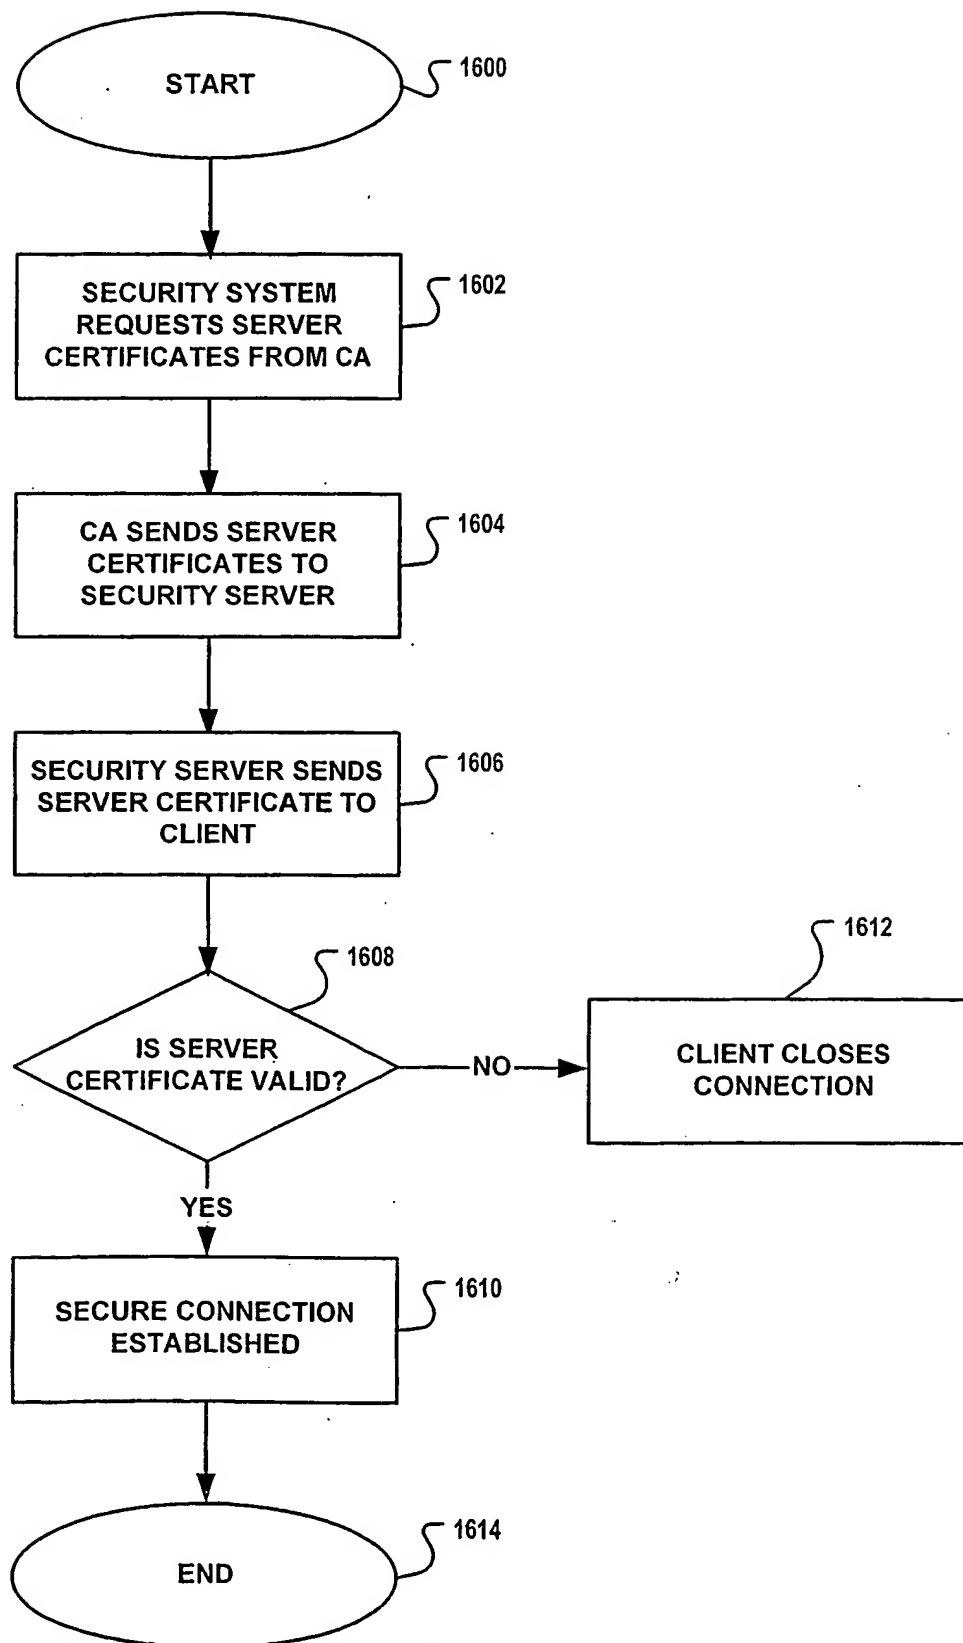 START
1600
SECURITY SYSTEM
REQUESTS SERVER
CERTIFICATES FROM CA
1602
CA SENDS SERVER
CERTIFICATES TO
SECURITY SERVER
1604
SECURITY SERVER SENDS
SERVER CERTIFICATE TO
CLIENT
1606
IS SERVER
CERTIFICATE VALID?
1608
NO
CLIENT CLOSES
CONNECTION
1612
YES
SECURE CONNECTION
ESTABLISHED
1610
END
1614